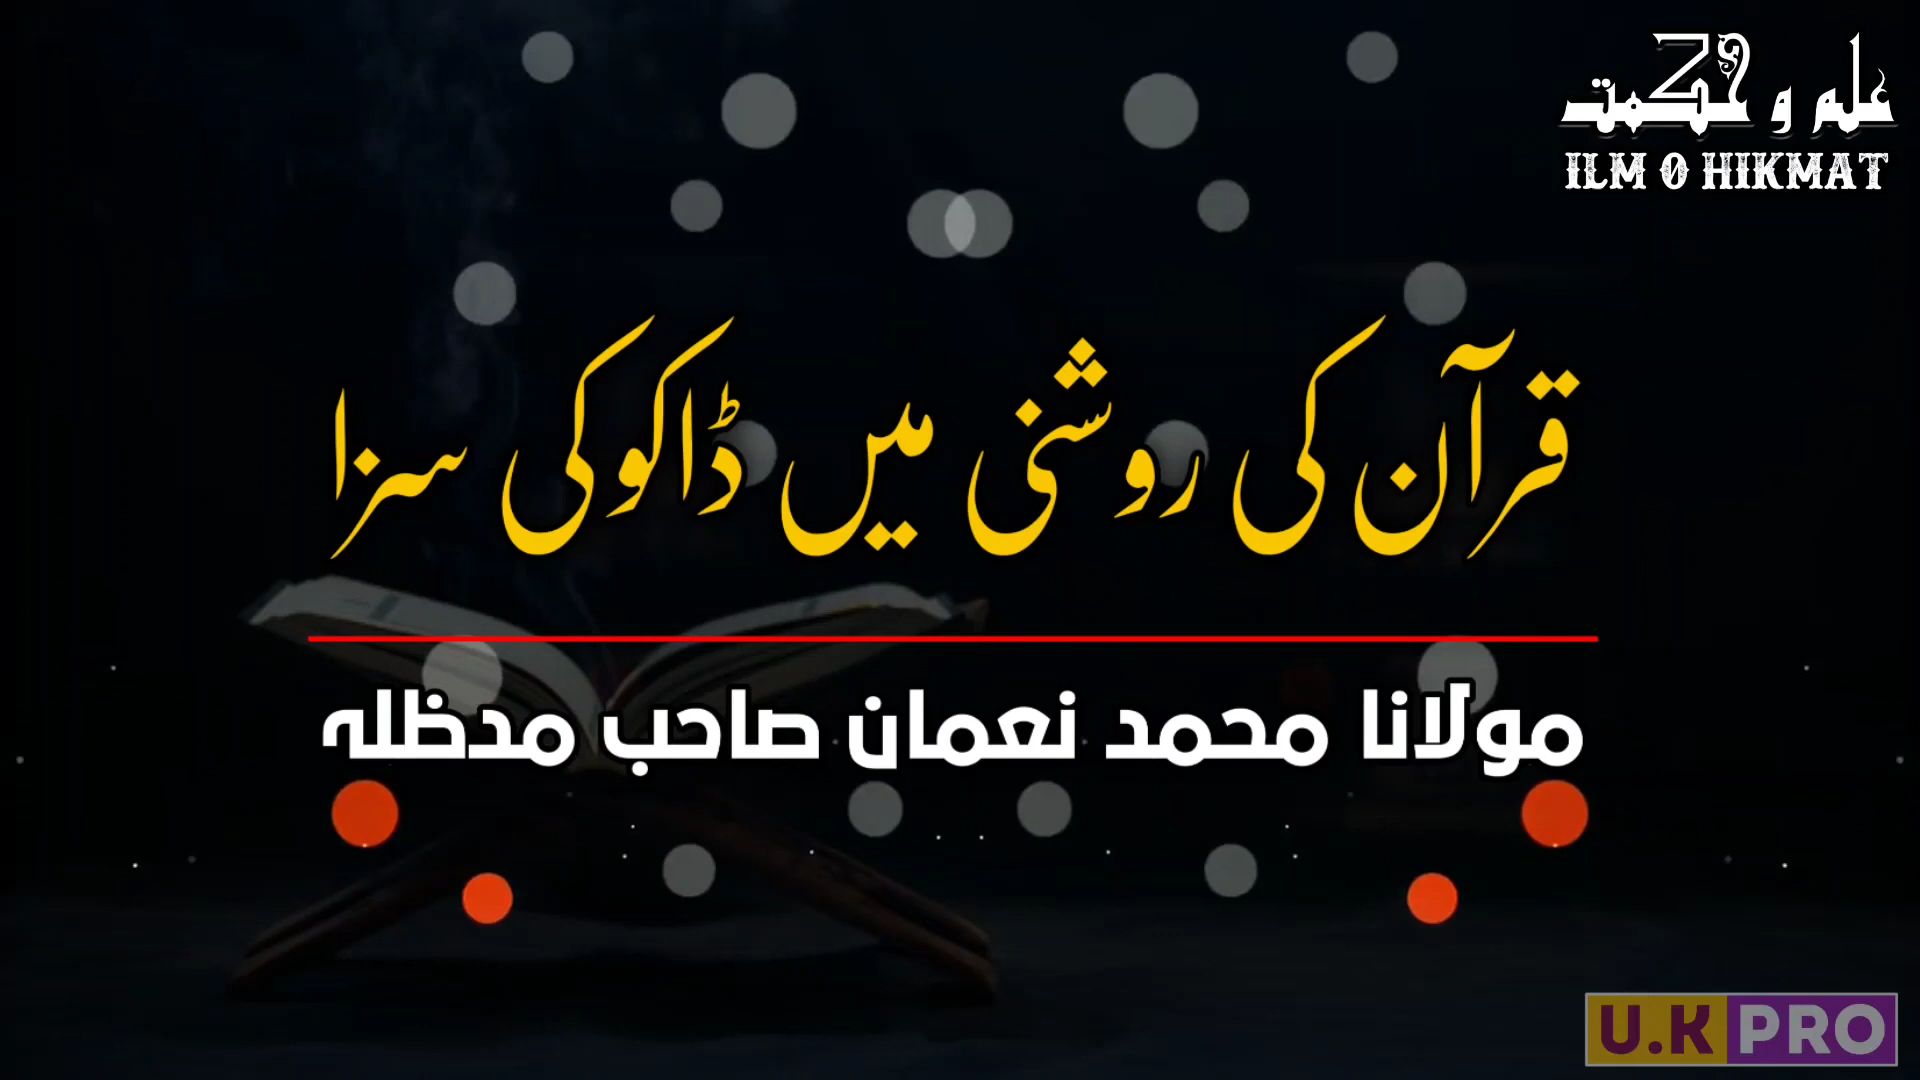 علم و حکمت
ILM O HIKMAT
قرآن کی روشنی میں ڈاکو کی سزا
مولانا محمد نعمان صاحب مدظلہ
U.K PRO